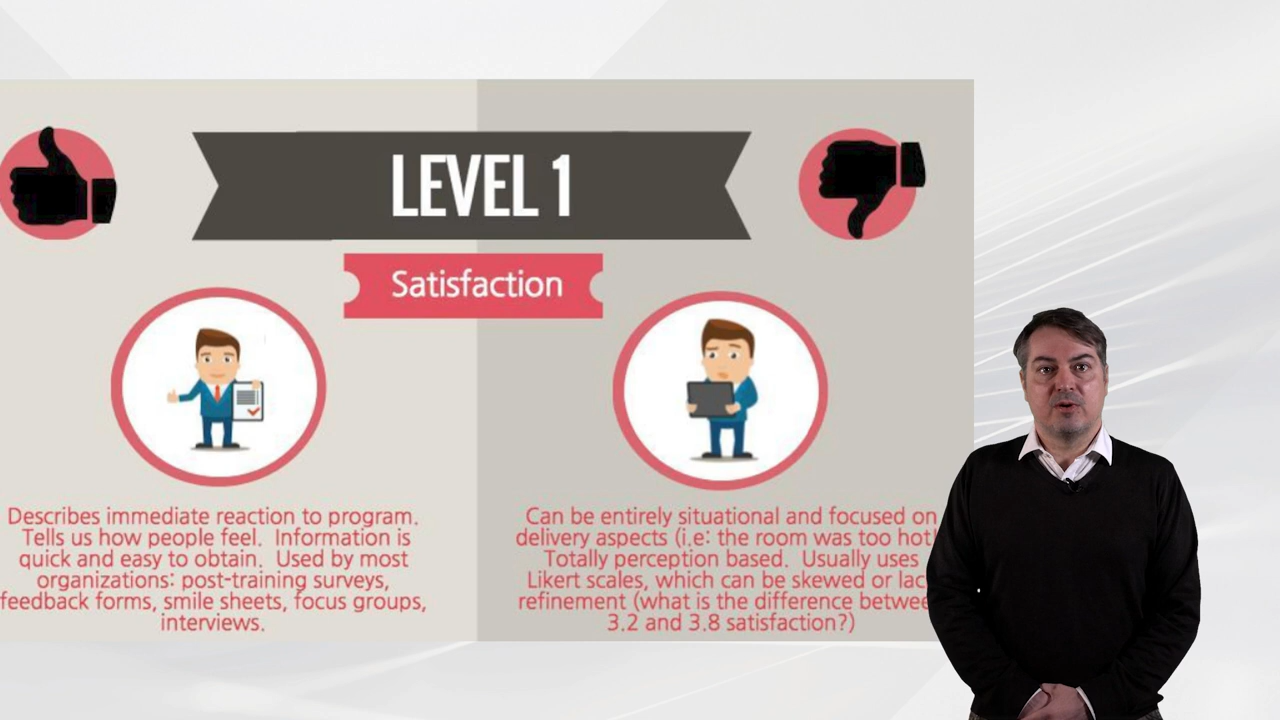 LEVEL 1
Satisfaction
Describes immediate reaction to program.
Tells us how people feel. Information is
quick and easy to obtain. Used by most
organizations: post-training surveys,
feedback forms, smile sheets, focus groups,
interviews.
Can be entirely situational and focused on
delivery aspects (i.e: the room was too hot!
Totally perception based. Usually uses
Likert scales, which can be skewed or
refinement (what is the difference
3.2 and 3.8 satisfaction?)